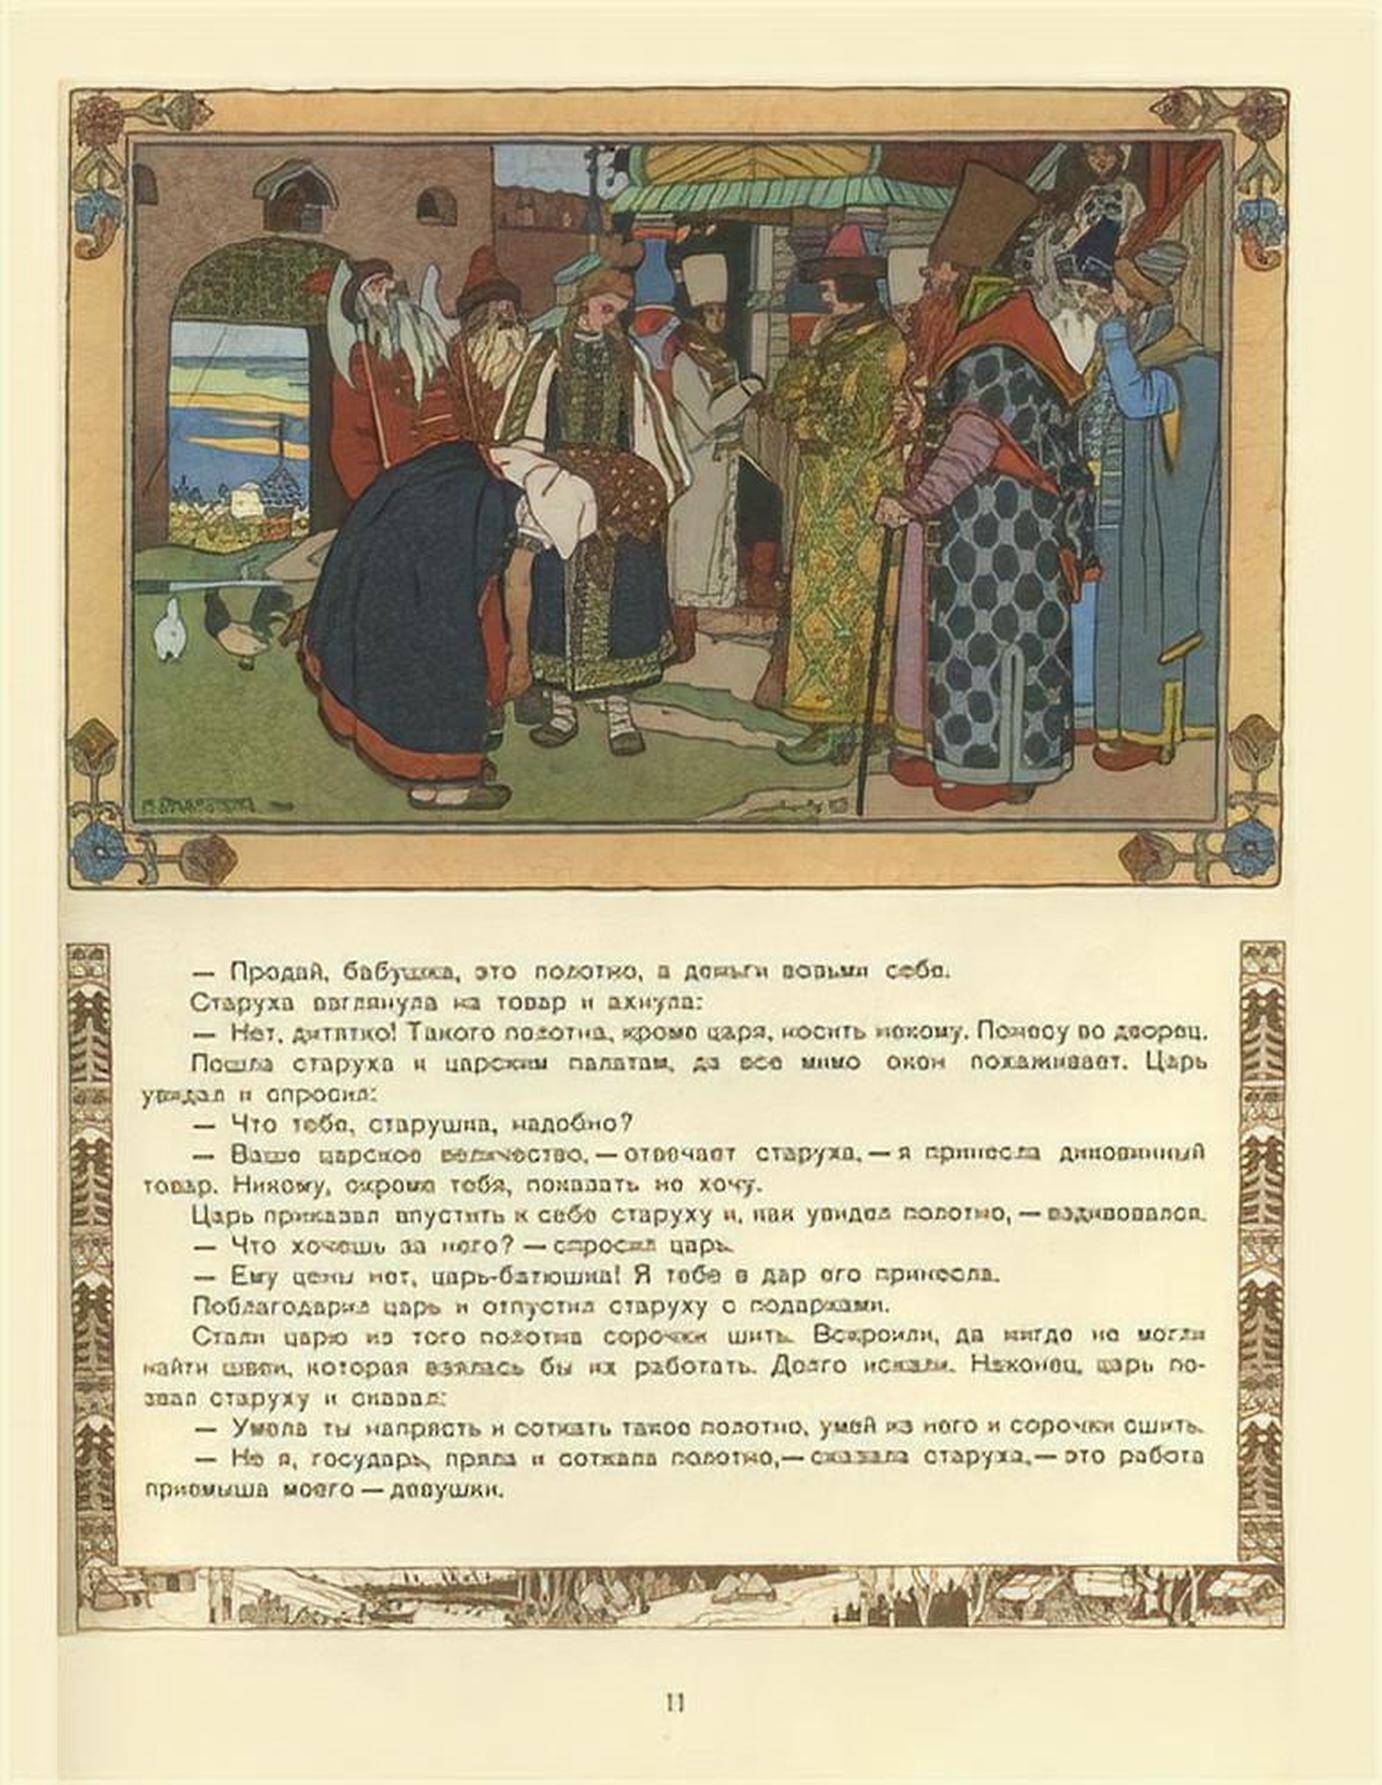 — Продай, бабушка, это полотно, а деньги возьми себе.
Старуха взглянула на товар и ахнула:
— Нет, дитятко! Такого полотна, кроме царя, носить некому. Понесу во дворец.
Пошла старуха к царским палатам, да все мимо окон похаживает. Царь
увидал и спросил:
— Что тебе, старушка, надобно?
— Ваше царское величество, — отвечает старуха, — я принесла диковинный
товар. Никому, окроме тебя, показать не хочу.
Царь приказал впустить к себе старуху и, как увидел полотно, — вздивовался.
— Что хочешь за него? — спросил царь.
— Ему цены нет, царь-батюшка! Я тебе в дар его принесла.
Поблагодарил царь и отпустил старуху с подарками.
Стали царю из того полотна сорочки шить. Вскроили, да нигде не могли
найти швеи, которая взялась бы их работать. Долго искали. Наконец, царь по-
звал старуху и сказал:
— Умела ты напрясть и соткать такое полотно, умей из него и сорочки сшить.
— Не я, государь, пряла и соткала полотно, — сказала старуха, — это работа
приемыша моего — девушки.
11